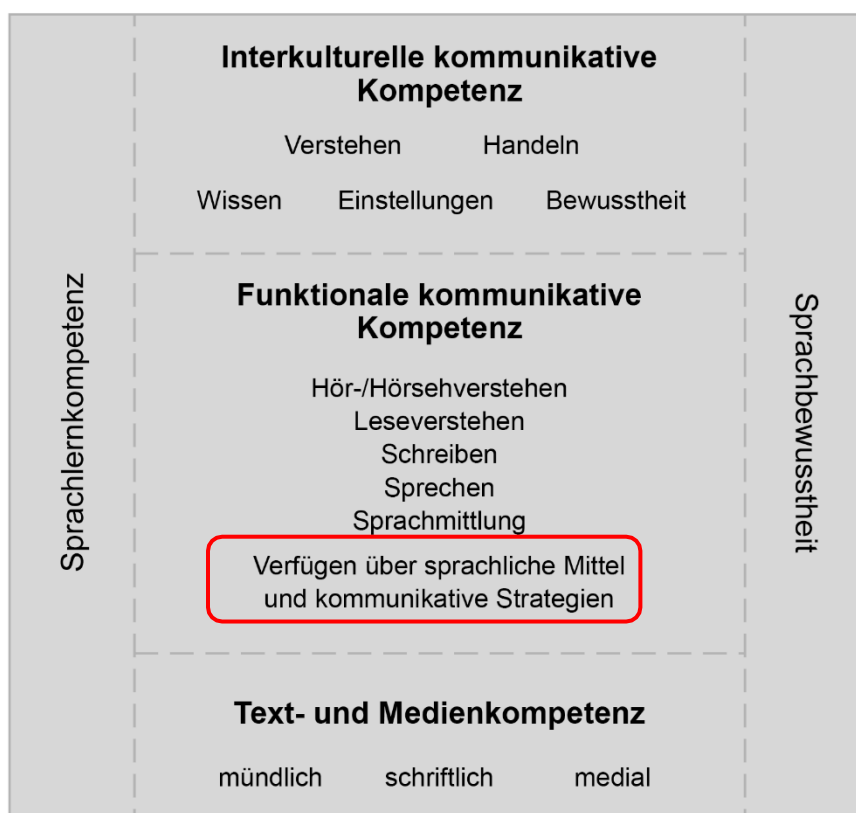 Interkulturelle kommunikative
Kompetenz
Verstehen Handeln
Wissen Einstellungen Bewusstheit
Sprachlernkompetenz
Funktionale kommunikative
Kompetenz
Hör-/Hörsehverstehen
Leseverstehen
Schreiben
Sprechen
Sprachmittlung
Verfügen über sprachliche Mittel
und kommunikative Strategien
Sprachbewusstheit
Text- und Medienkompetenz
mündlich schriftlich medial